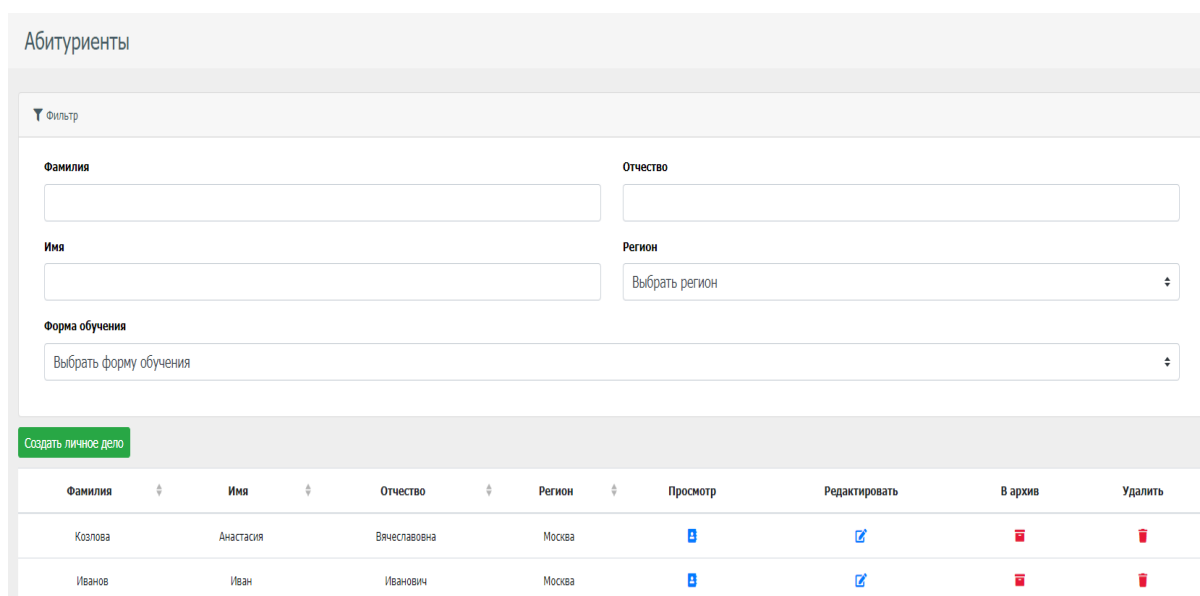 Абитуриенты
Фильтр
Фамилия Отчество
Имя Регион
Выбрать регион
Форма обучения
Выбрать форму обучения
Создать личное дело
Фамилия Имя Отчество Регион Просмотр Редактировать В архив Удалить
Козлова Анастасия Вячеславовна Москва
Иванов Иван Иванович Москва